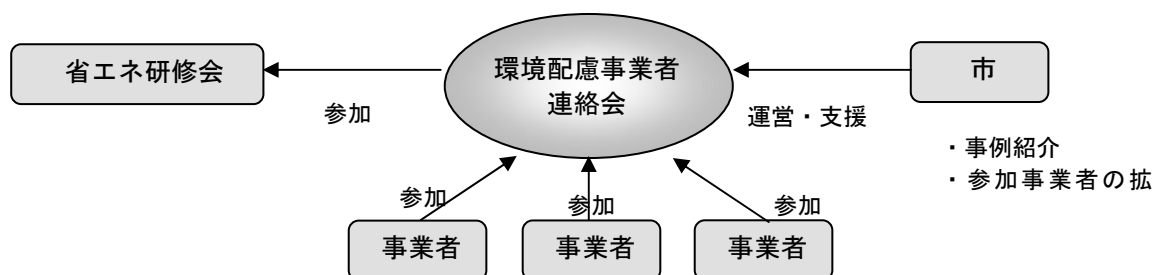 省エネ研修会
環境配慮事業者
連絡会
市
参加
運営・支援
・事例紹介
・参加事業者の拡
参加
参加
参加
事業者
事業者
事業者